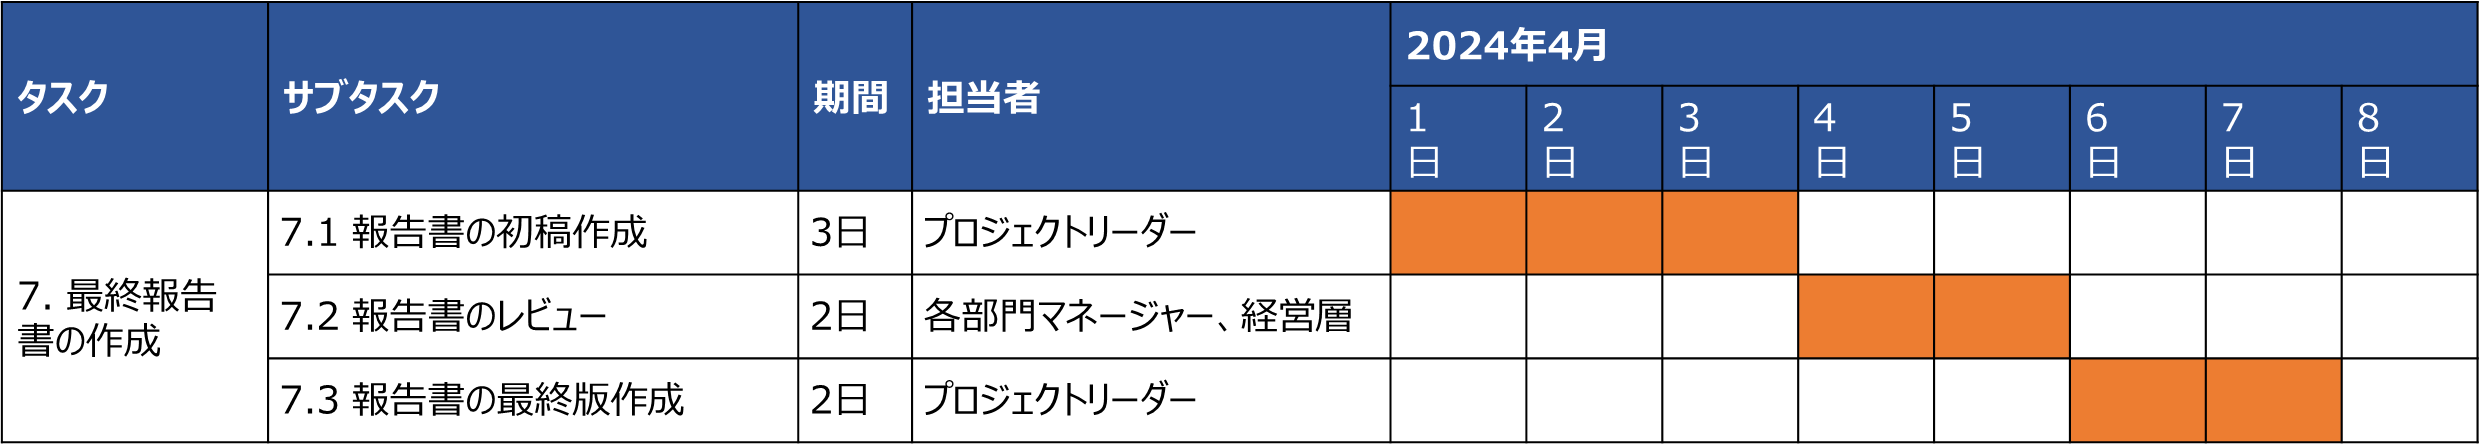 タスク
サブタスク
期間
担当者
2024年4月
1
日
2
日
3
日
4
日
5
日
6
日
7
日
8
日
7. 最終報告
書の作成
7.1 報告書の初稿作成
3日
プロジェクトリーダー
7.2 報告書のレビュー
2日
各部門マネージャー、経営層
7.3 報告書の最終版作成
2日
プロジェクトリーダー